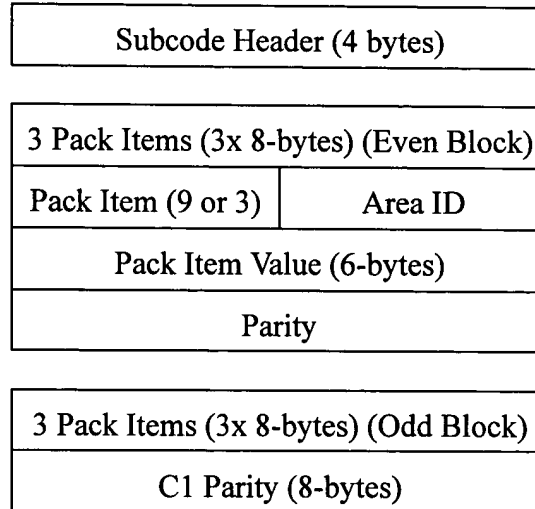 Subcode Header (4 bytes)
3 Pack Items (3x 8-bytes) (Even Block)
Pack Item (9 or 3) Area ID
Pack Item Value (6-bytes)
Parity
3 Pack Items (3x 8-bytes) (Odd Block)
C1 Parity (8-bytes)